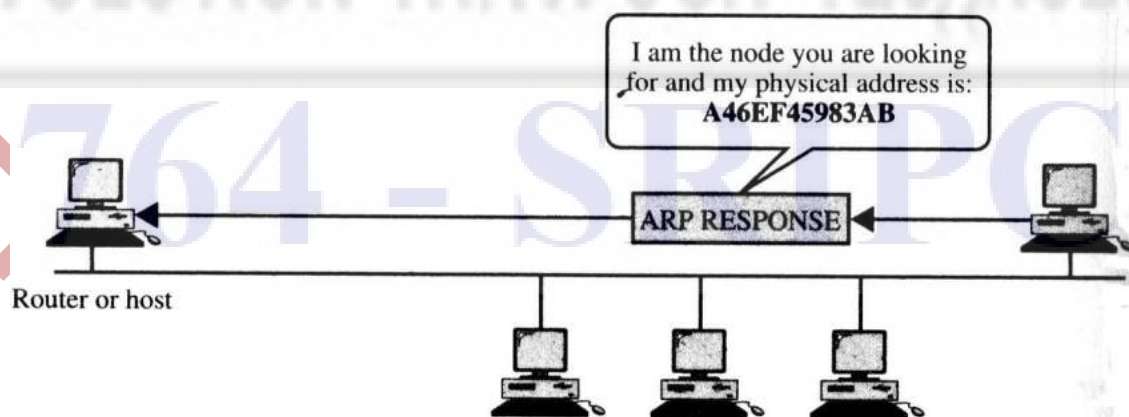 I am the node you are looking
for and my physical address is:
A46EF45983AB
764 - SRIPC
ARP RESPONSE
Router or host